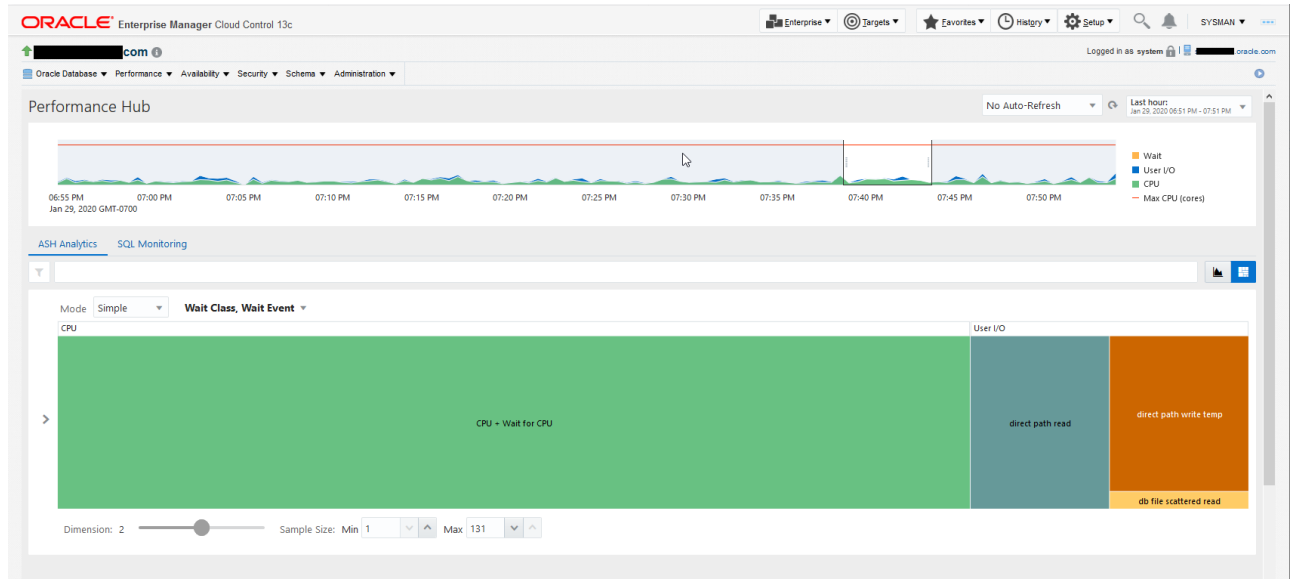 ORACLE Enterprise Manager Cloud Control 13c Enterprise Targets Favorites History Setup SYSMAN
com Logged in as system oracle.com
Oracle Database Performance Availability Security Schema Administration
Performance Hub No Auto-Refresh Last hour:
Jan 29, 2020 06:51 PM - 07:51 PM
Wait
User I/O
CPU
Max CPU (cores)
06:55 PM 07:00 PM 07:05 PM 07:10 PM 07:15 PM 07:20 PM 07:25 PM 07:30 PM 07:35 PM 07:40 PM 07:45 PM 07:50 PM
Jan 29, 2020 GMT-0700
ASH Analytics SQL Monitoring
Mode Simple Wait Class, Wait Event
CPU User I/O
CPU + Wait for CPU direct path read direct path write temp
db file scattered read
Dimension: 2 Sample Size: Min 1 Max 131